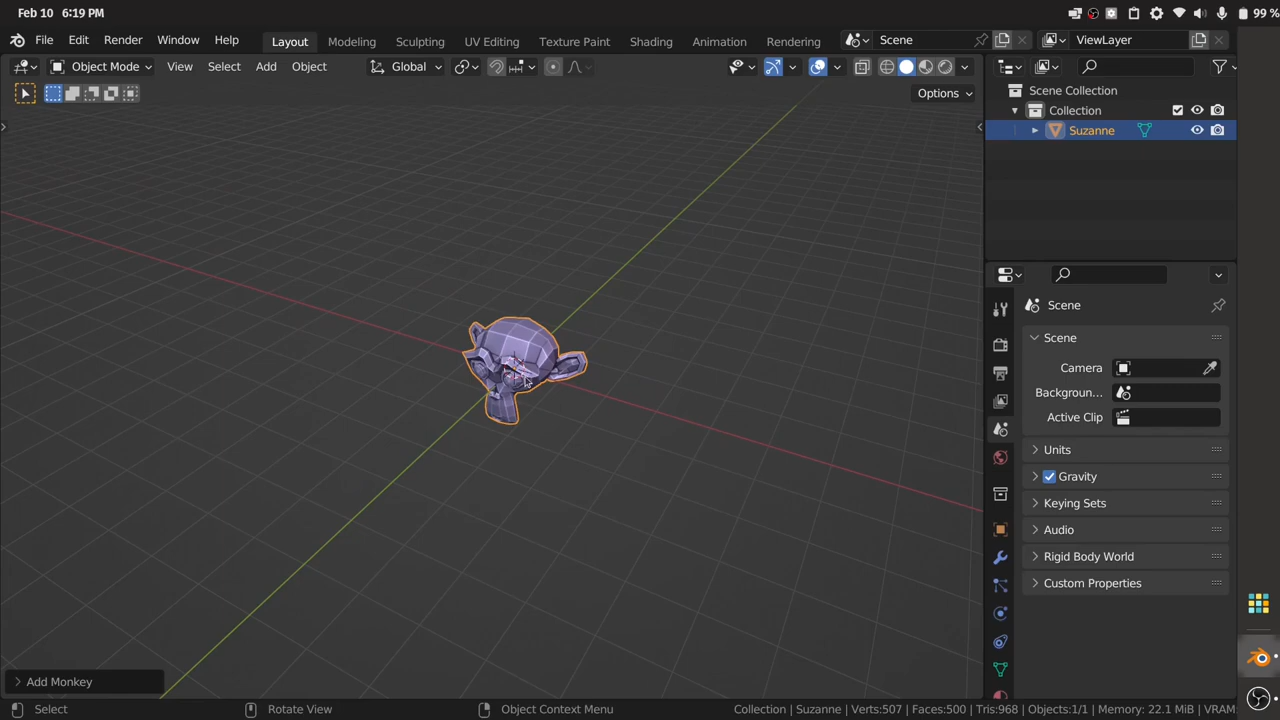 Feb 10 6:19 PM 99 %
File Edit Render Window Help Layout Modeling Sculpting UV Editing Texture Paint Shading Animation Rendering Scene ViewLayer
Object Mode View Select Add Object Global
Options
Scene Collection
Collection
Suzanne
Scene
Scene
Camera
Backgroun...
Active Clip
Units
Gravity
Keying Sets
Audio
Rigid Body World
Custom Properties
Add Monkey
Select Rotate View Object Context Menu Collection | Suzanne | Verts:507 | Faces:500 | Tris:968 | Objects:1/1 | Memory: 22.1 MiB | VRAM: